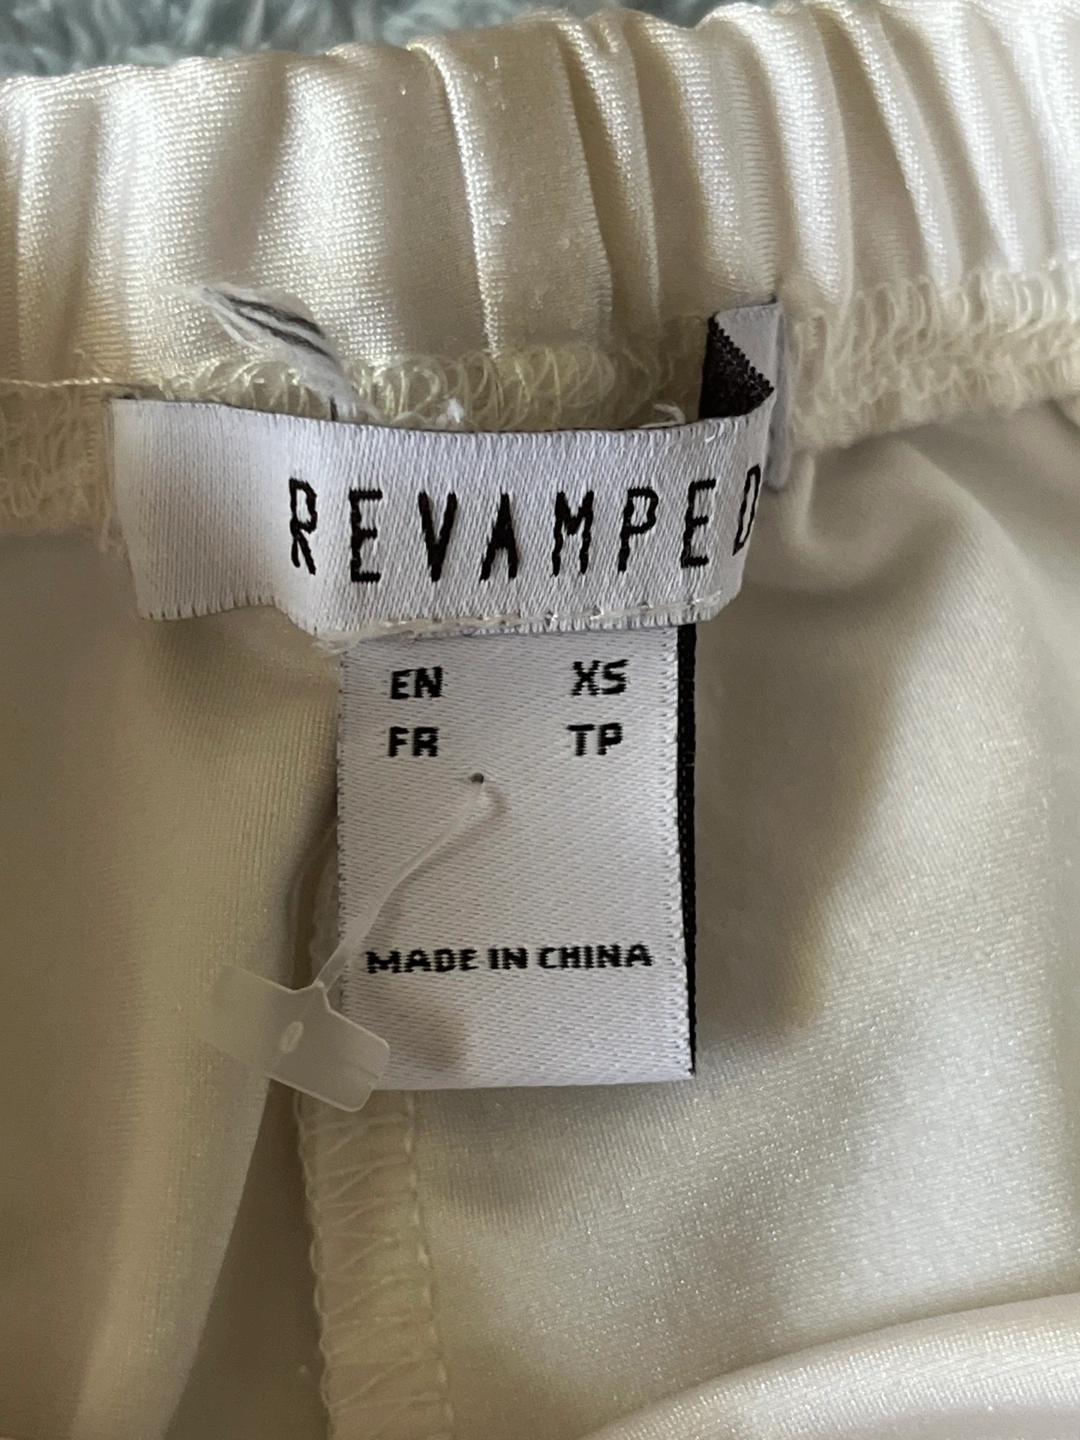 REVAMPED
EN XS
FR TP
MADE IN CHINA